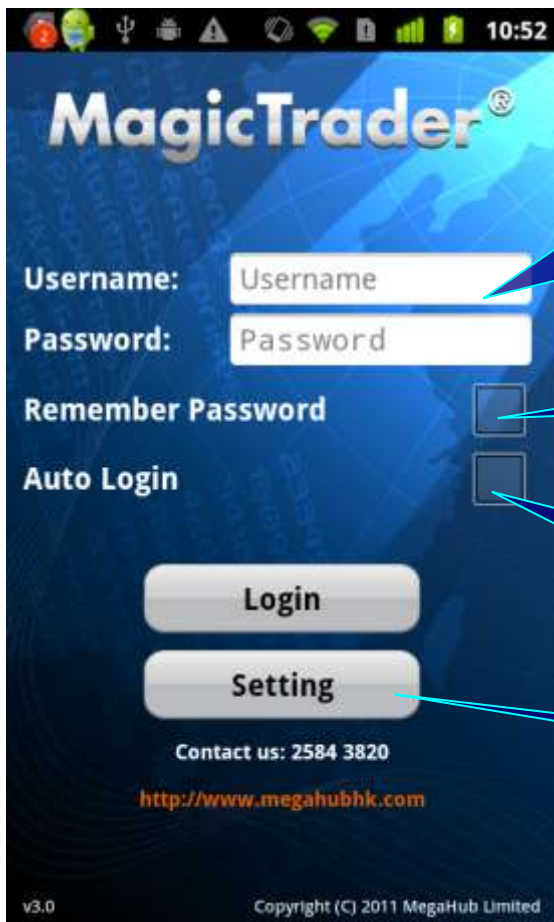 2 10:52
MagicTrader®
Username: Username
Password: Password
Remember Password
Auto Login
Login
Setting
Contact us: 2584 3820
http://www.megahubhk.com
v3.0 Copyright (C) 2011 MegaHub Limited